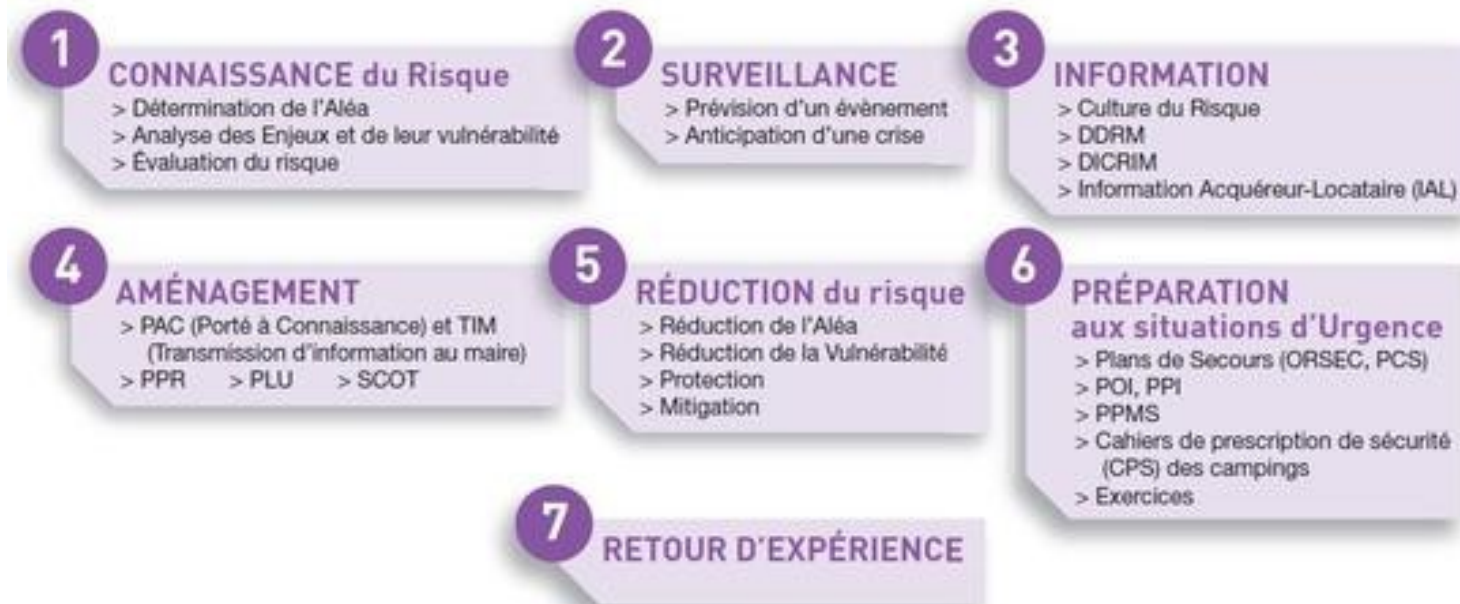 1
CONNAISSANCE du Risque
> Détermination de l'Aléa
> Analyse des Enjeux et de leur vulnérabilité
> Évaluation du risque
2
SURVEILLANCE
> Prévision d'un évènement
> Anticipation d'une crise
3
INFORMATION
> Culture du Risque
> DDRM
> DICRIM
> Information Acquéreur-Locataire (IAL)
4
AMÉNAGEMENT
> PAC (Porté à Connaissance) et TIM
(Transmission d'information au maire)
> PPR > PLU > SCOT
5
RÉDUCTION du risque
> Réduction de l'Aléa
> Réduction de la Vulnérabilité
> Protection
> Mitigation
6
PRÉPARATION
aux situations d'Urgence
> Plans de Secours (ORSEC, PCS)
> POI, PPI
> PPMS
> Cahiers de prescription de sécurité
(CPS) des campings
> Exercices
7
RETOUR D'EXPÉRIENCE